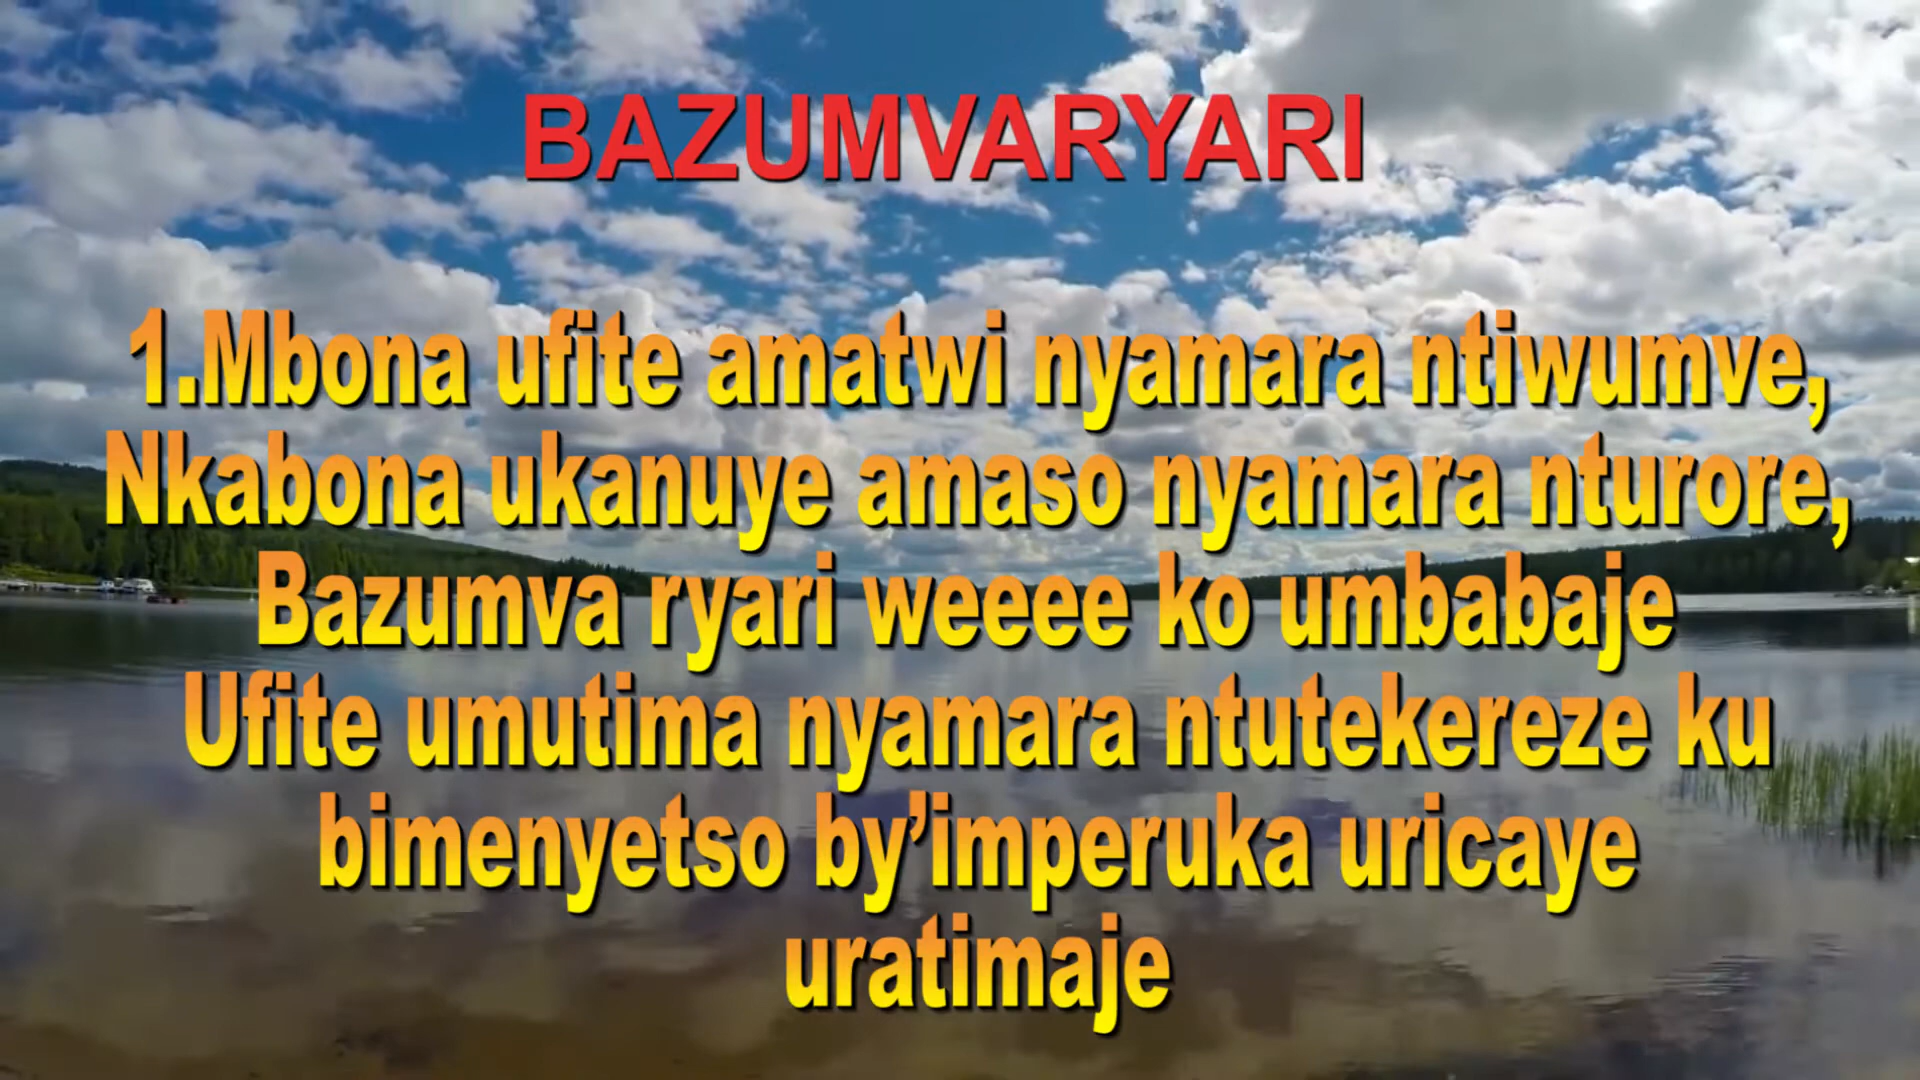 BAZUMVARYARI
1.Mbona ufite amatwi nyamara ntiwumve,
Nkabona ukanuye amaso nyamara nturore,
Bazumva ryari weeee ko umbabaje
Ufite umutima nyamara ntutekereze ku
bimenyetso by’imperuka uricaye
uratimaje